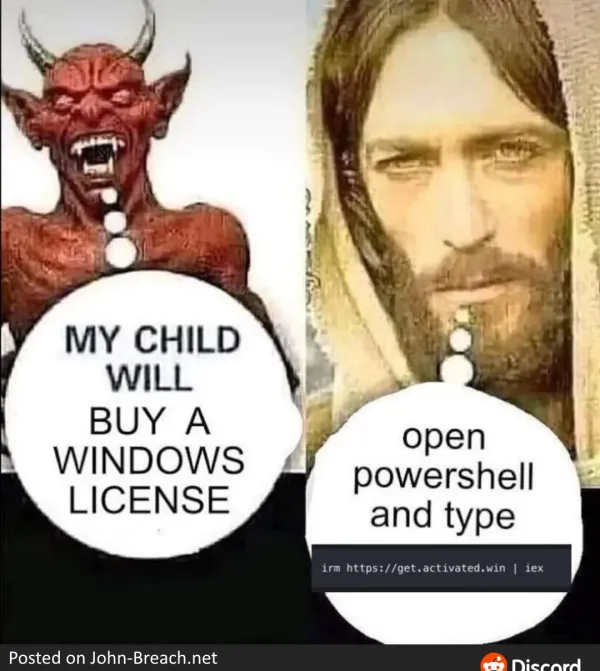 MY CHILD
WILL
BUY A
WINDOWS
LICENSE
open
powershell
and type
irm https://get.activated.win | iex
Posted on John-Breach.net
Discord